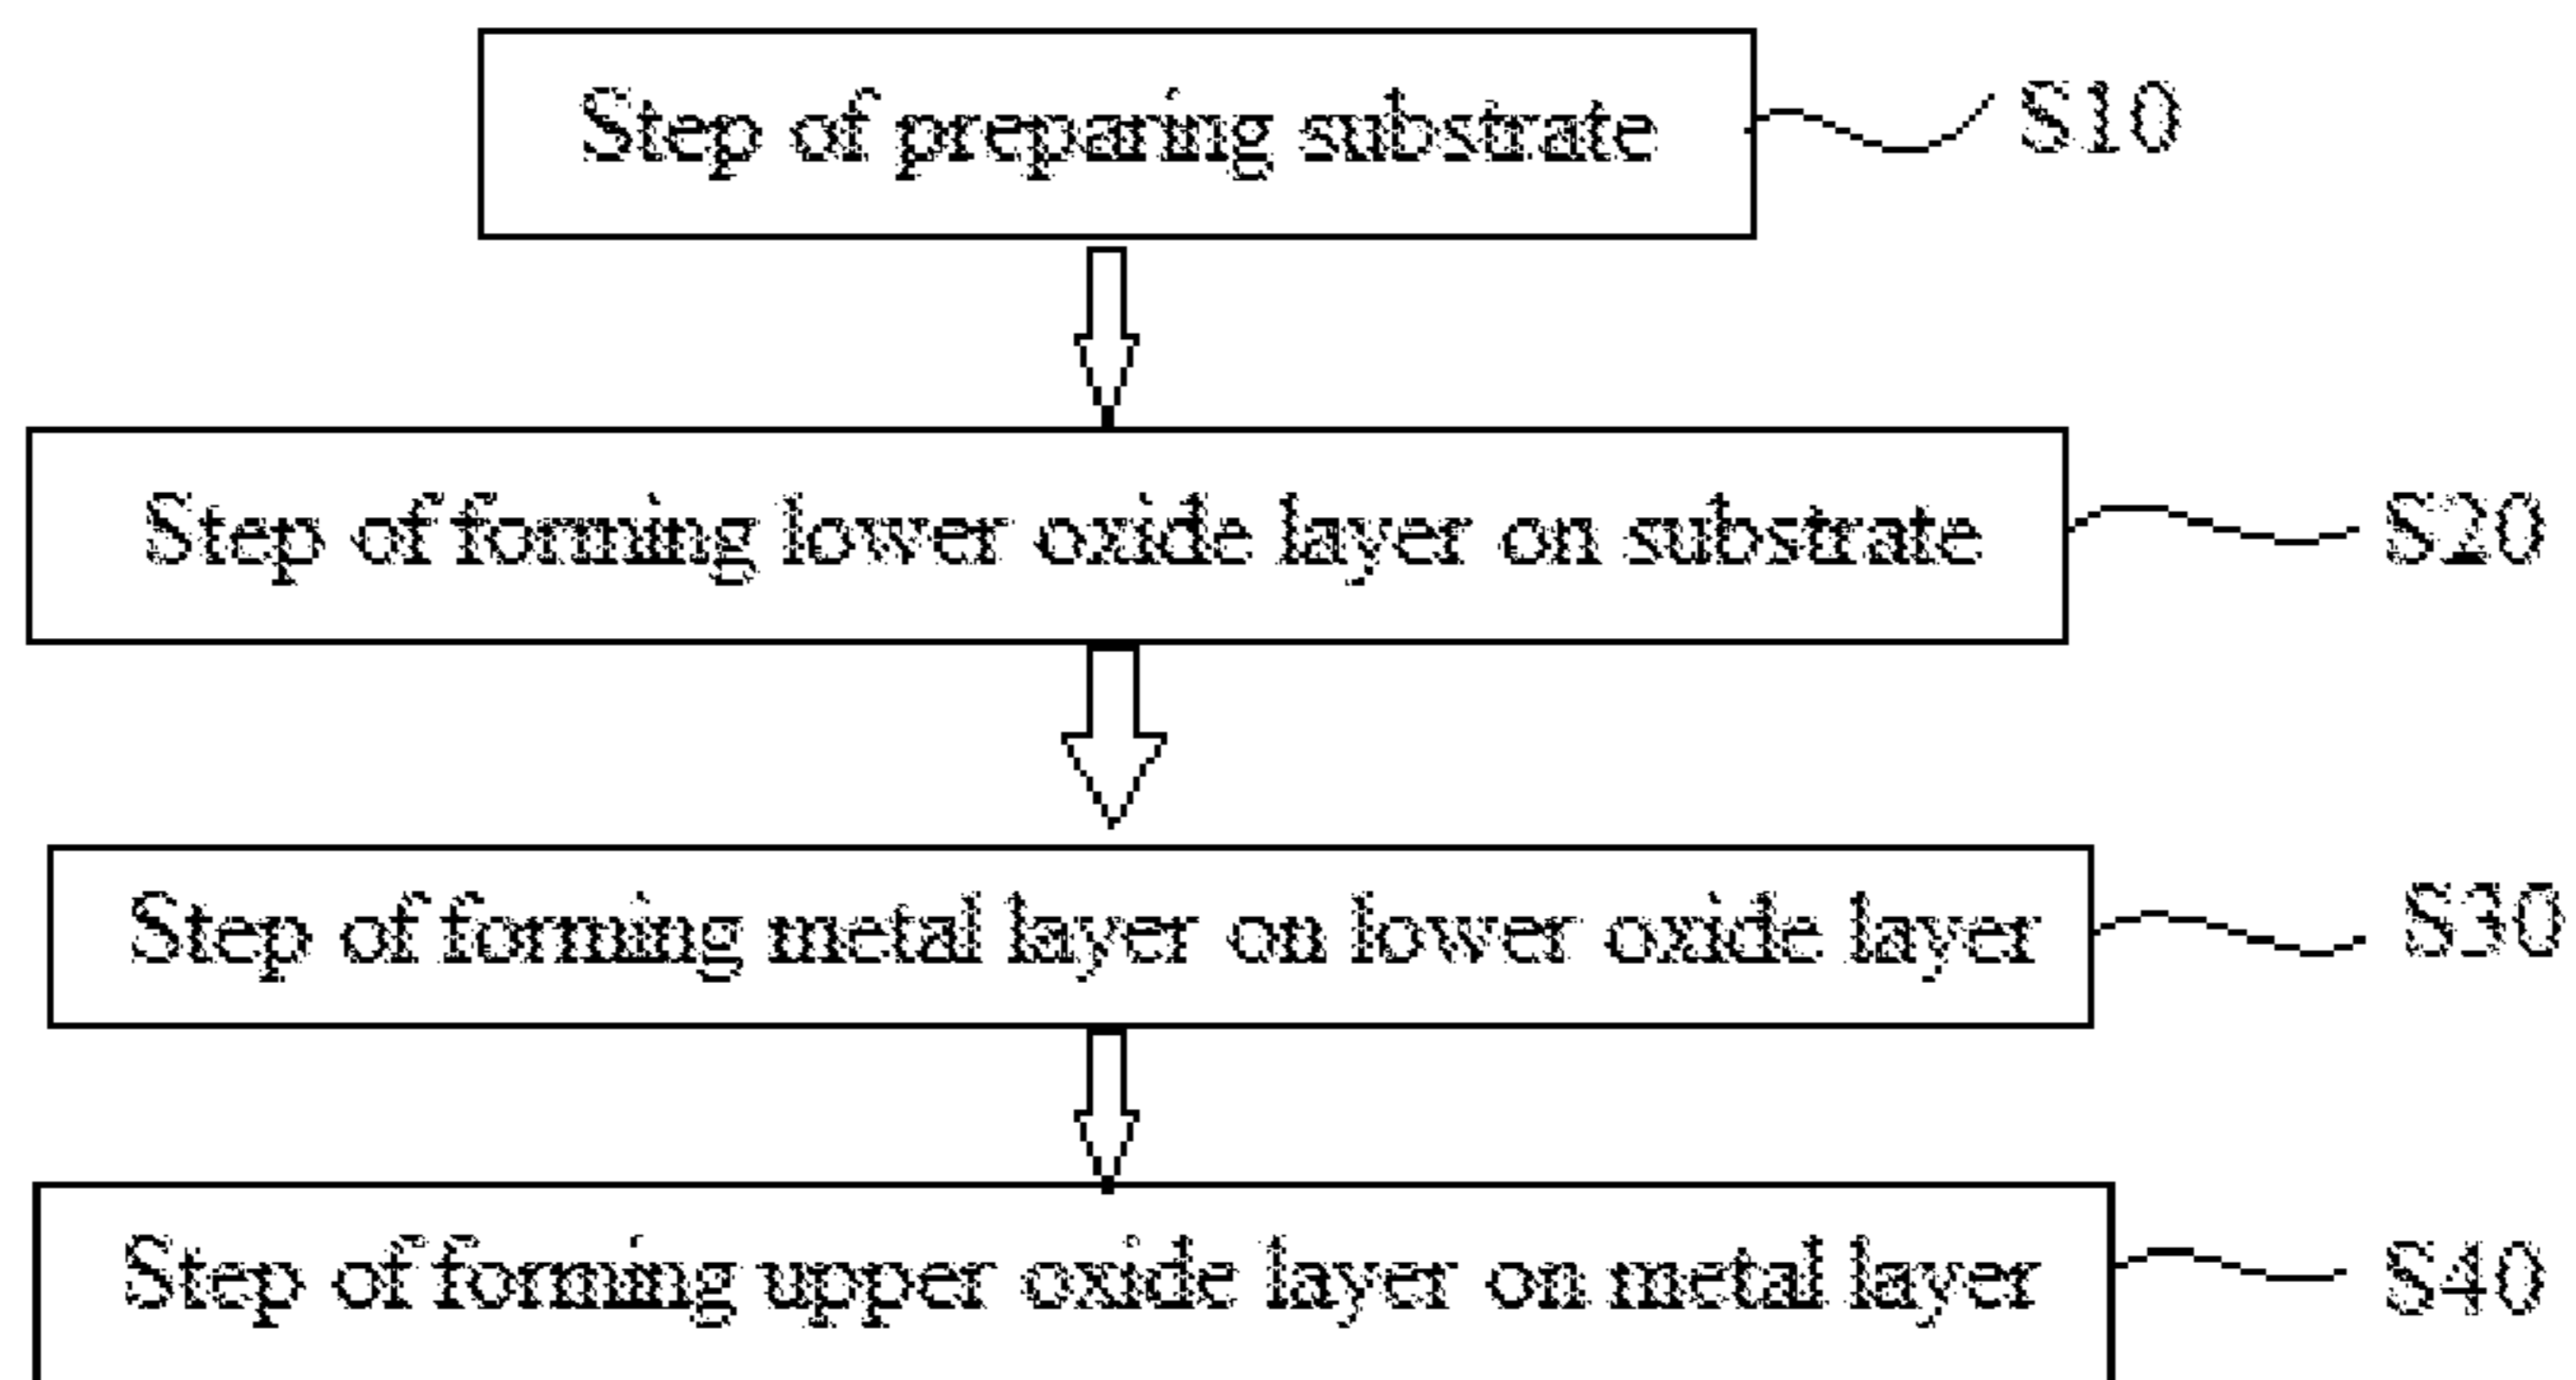 Step of preparing substrate S10
Step of forming lower oxide layer on substrate S20
Step of forming metal layer on lower oxide layer S30
Step of forming upper oxide layer on metal layer S40